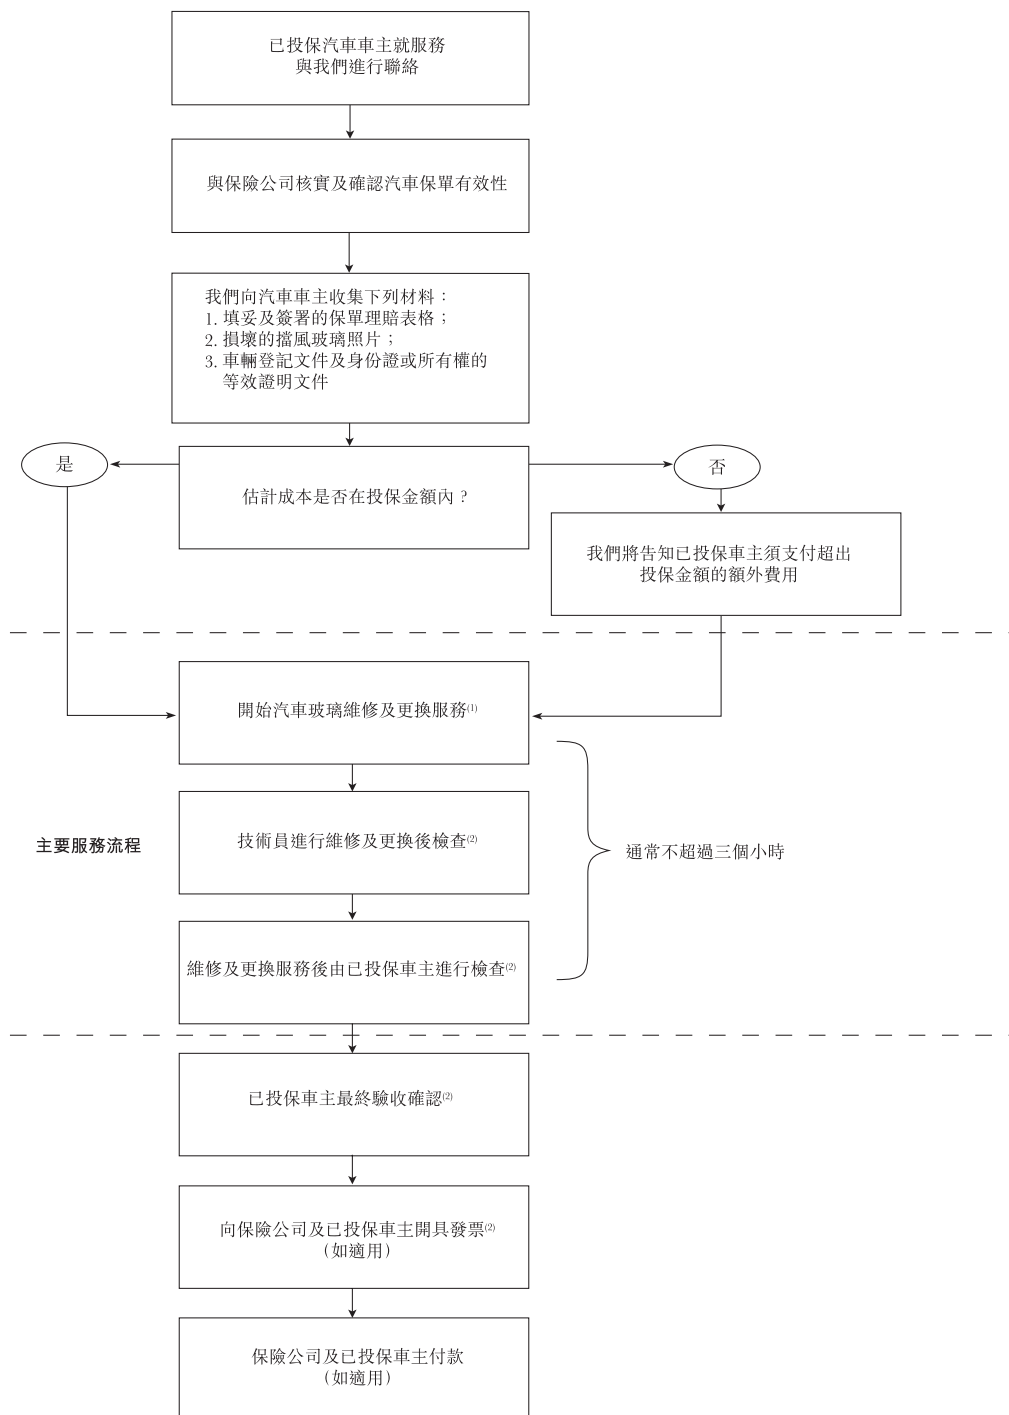 已投保汽車車主就服務
與我們進行聯絡
與保險公司核實及確認汽車保單有效性
我們向汽車車主收集下列材料：
1. 填妥及簽署的保單理賠表格；
2. 損壞的擋風玻璃照片；
3. 車輛登記文件及身份證或所有權的
等效證明文件
是
否
估計成本是否在投保金額內？
我們將告知已投保車主須支付超出
投保金額的額外費用
開始汽車玻璃維修及更換服務(1)
技術員進行維修及更換後檢查(2)
主要服務流程
通常不超過三個小時
維修及更換服務後由已投保車主進行檢查(2)
已投保車主最終驗收確認(2)
向保險公司及已投保車主開具發票(2)
（如適用）
保險公司及已投保車主付款
（如適用）